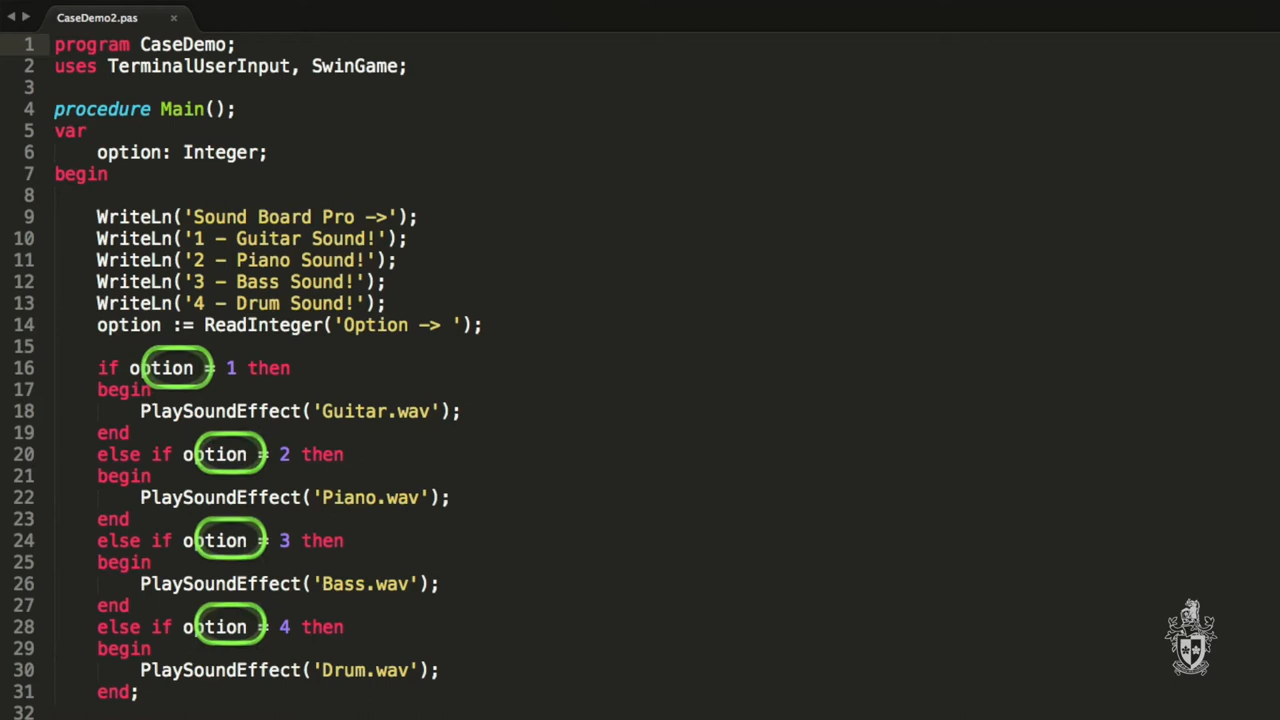 CaseDemo2.pas ×
1 program CaseDemo;
2 uses TerminalUserInput, SwinGame;
3
4 procedure Main();
5 var
6 option: Integer;
7 begin
8
9 WriteLn('Sound Board Pro ->');
10 WriteLn('1 - Guitar Sound!');
11 WriteLn('2 - Piano Sound!');
12 WriteLn('3 - Bass Sound!');
13 WriteLn('4 - Drum Sound!');
14 option := ReadInteger('Option -> ');
15
16 if option = 1 then
17 begin
18 PlaySoundEffect('Guitar.wav');
19 end
20 else if option = 2 then
21 begin
22 PlaySoundEffect('Piano.wav');
23 end
24 else if option = 3 then
25 begin
26 PlaySoundEffect('Bass.wav');
27 end
28 else if option = 4 then
29 begin
30 PlaySoundEffect('Drum.wav');
31 end;
32